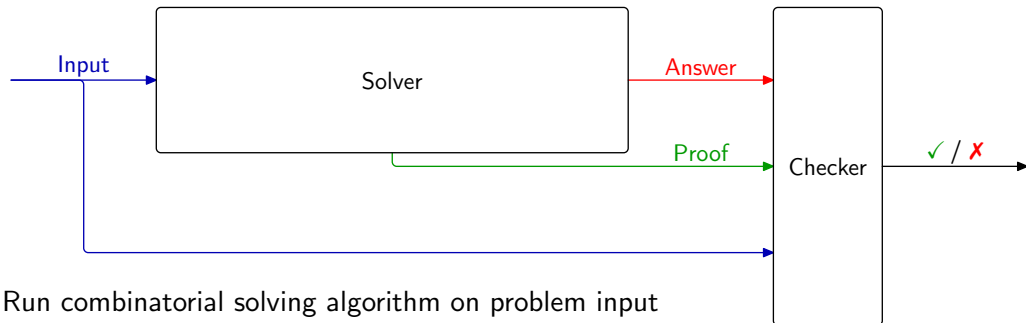 Input
Solver
Answer
Proof
Checker
✓ / ✗
Run combinatorial solving algorithm on problem input